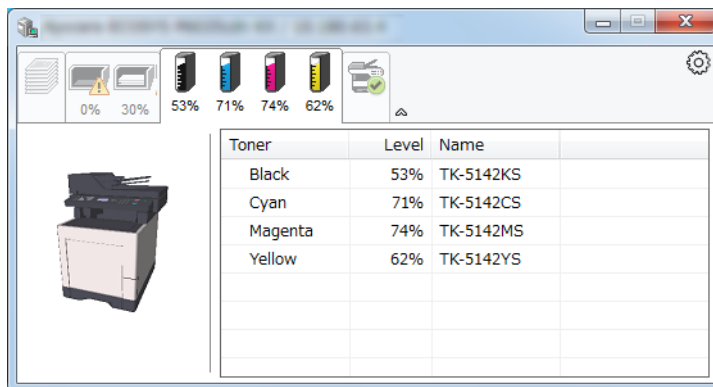 0% 30% 53% 71% 74% 62%
Toner Level Name
Black 53% TK-5142KS
Cyan 71% TK-5142CS
Magenta 74% TK-5142MS
Yellow 62% TK-5142YS